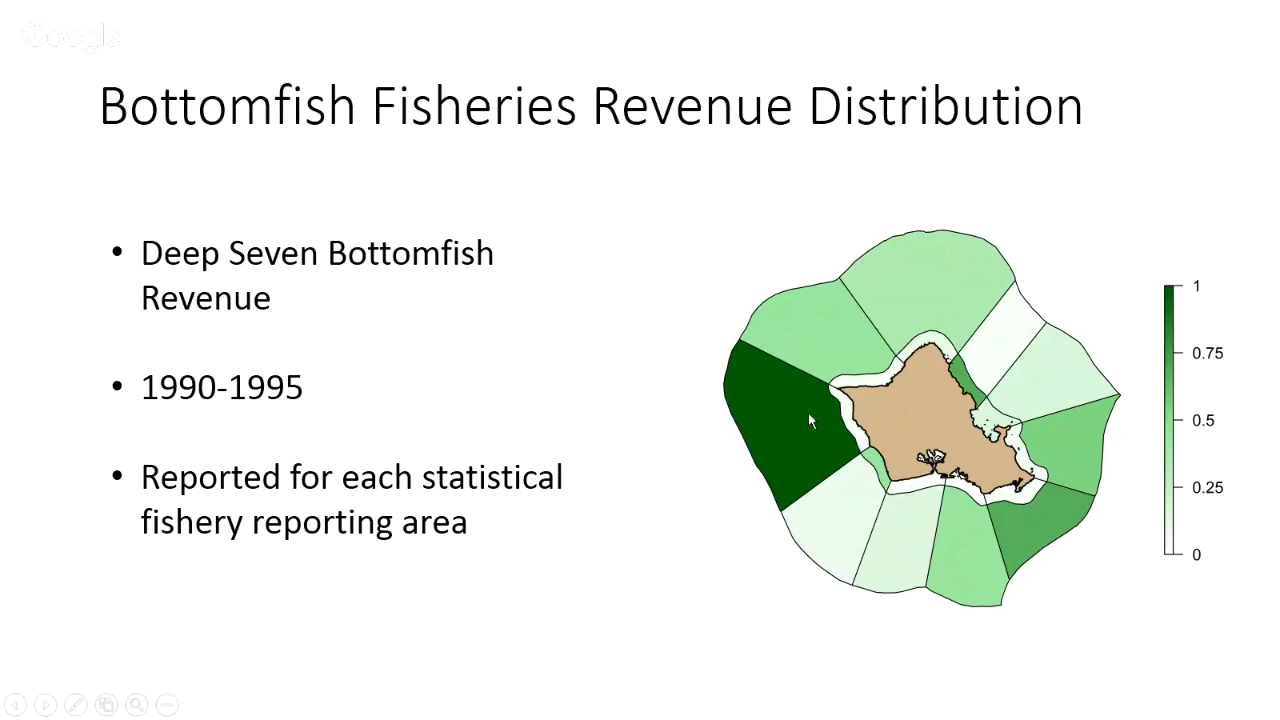 Google
Bottomfish Fisheries Revenue Distribution
• Deep Seven Bottomfish
Revenue
• 1990-1995
• Reported for each statistical
fishery reporting area
1
0.75
0.5
0.25
0